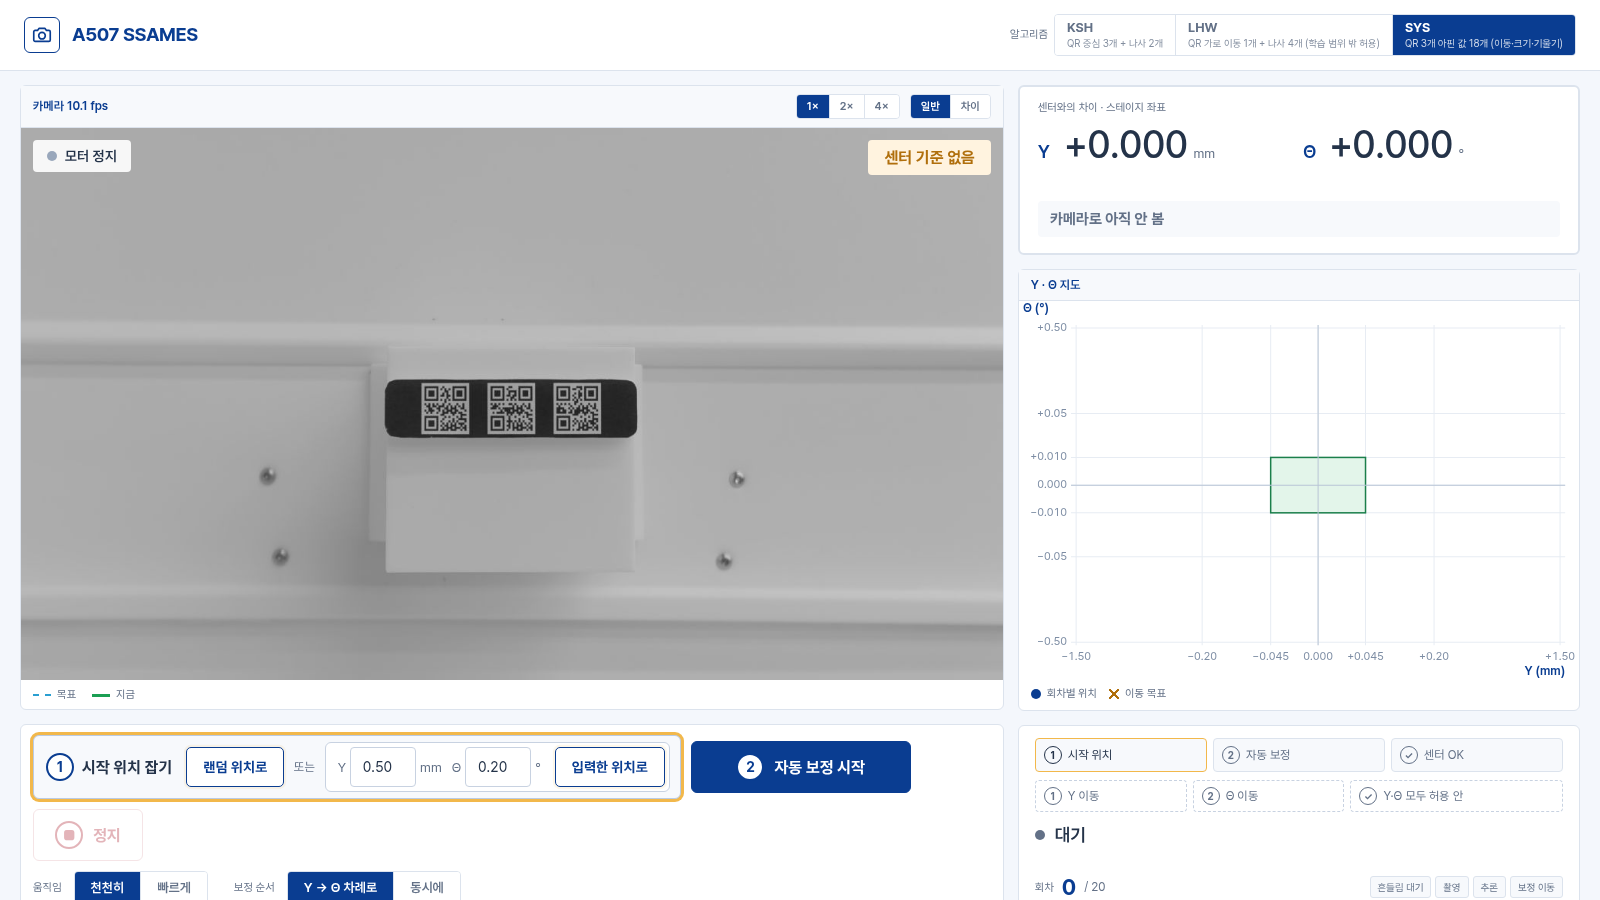 A507 SSAMES
알고리즘
KSH
QR 중심 3개 + 나사 2개
LHW
QR 가로 이동 1개 + 나사 4개 (학습 범위 밖 허용)
SYS
QR 3개 아핀 값 18개 (이동·크기·기울기)
카메라 10.1 fps
1×
2×
4×
일반
차이
모터 정지
센터 기준 없음
목표
지금
센터와의 차이 · 스테이지 좌표
Y +0.000 mm
Θ +0.000 °
카메라로 아직 안 봄
Y · Θ 지도
Θ (°)
+0.50
+0.05
+0.010
0.000
−0.010
−0.05
−0.50
−1.50
−0.20
−0.045
0.000
+0.045
+0.20
+1.50
Y (mm)
회차별 위치
이동 목표
1 시작 위치 잡기
랜덤 위치로
또는
Y 0.50 mm
Θ 0.20 °
입력한 위치로
2 자동 보정 시작
정지
움직임
천천히
빠르게
보정 순서
Y → Θ 차례로
동시에
1 시작 위치
2 자동 보정
센터 OK
1 Y 이동
2 Θ 이동
Y·Θ 모두 허용 안
대기
회차 0 / 20
흔들림 대기
촬영
추론
보정 이동